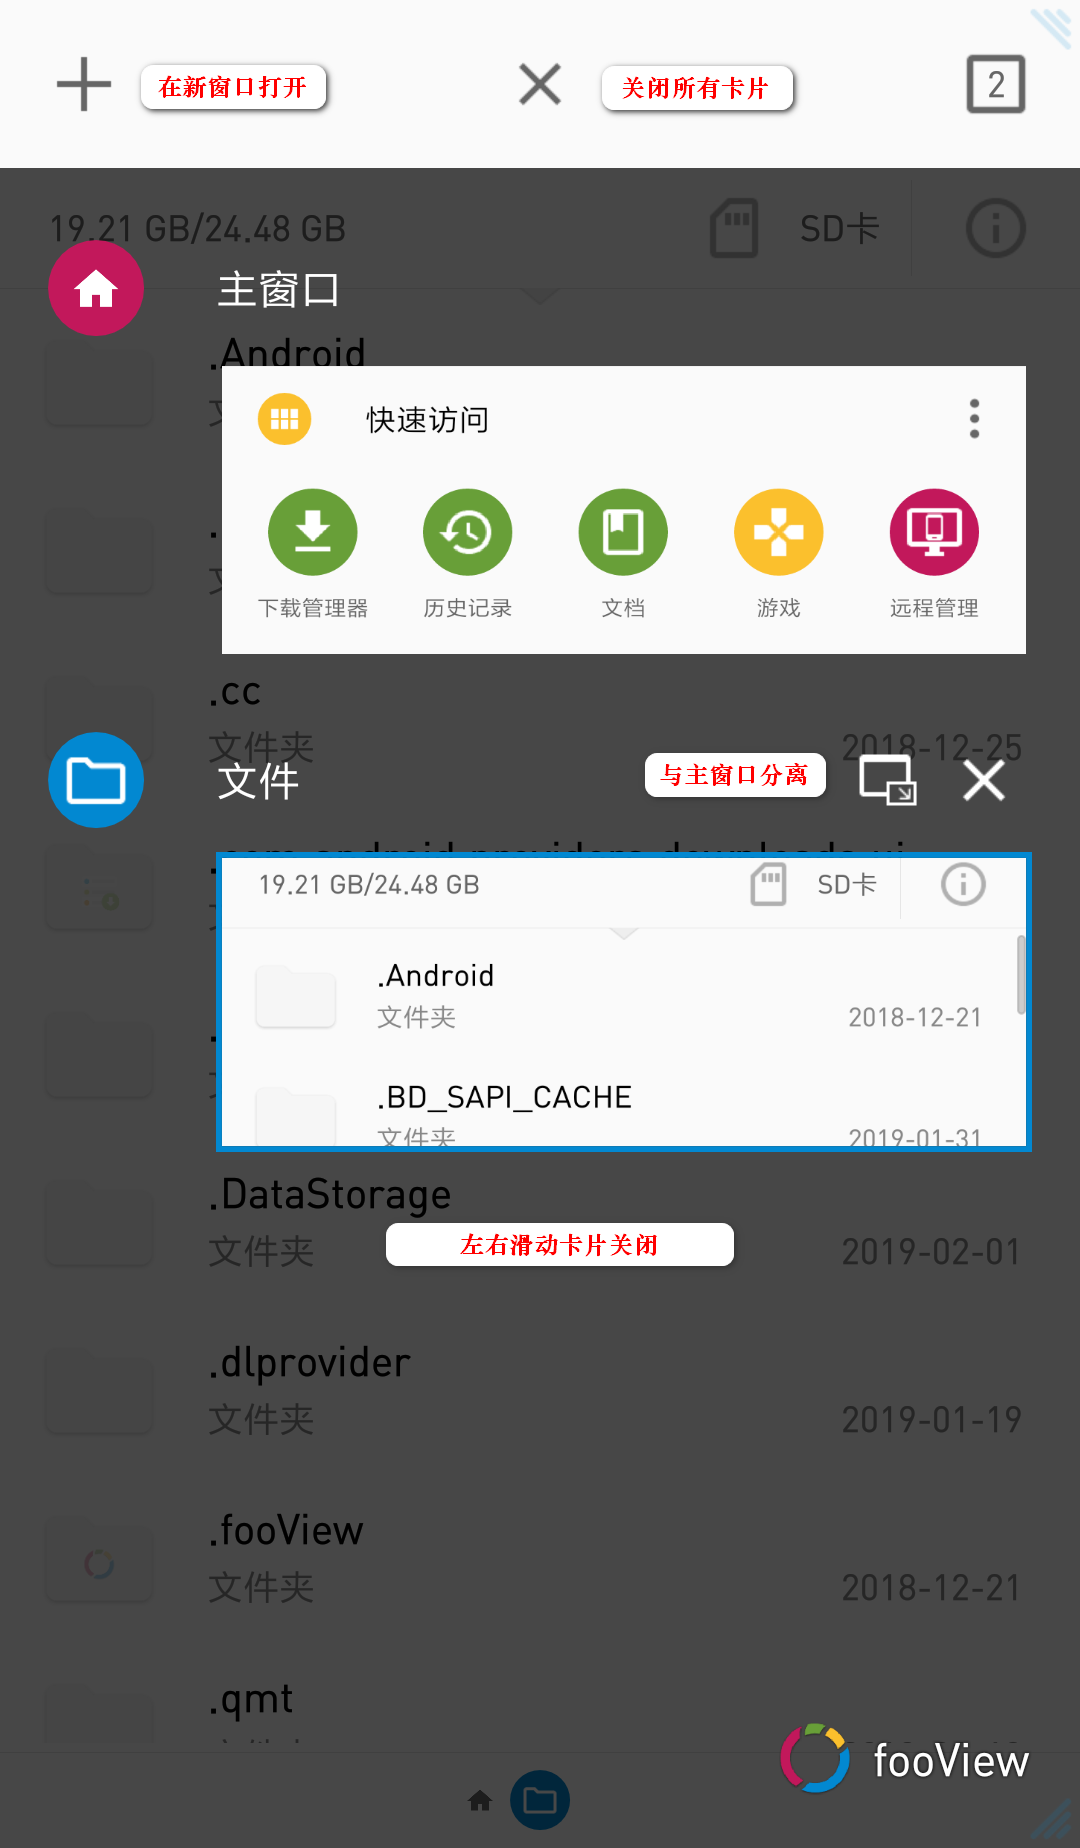 在新窗口打开
关闭所有卡片
2
19.21 GB/24.48 GB
SD卡
主窗口
.Android
快速访问
下载管理器
历史记录
文档
游戏
远程管理
.cc
文件夹
2018-12-25
文件
与主窗口分离
19.21 GB/24.48 GB
SD卡
.Android
文件夹
2018-12-21
.BD_SAPI_CACHE
文件夹
2019-01-31
.DataStorage
文件夹
2019-02-01
左右滑动卡片关闭
.dlprovider
文件夹
2019-01-19
.fooView
文件夹
2018-12-21
.qmt
fooView